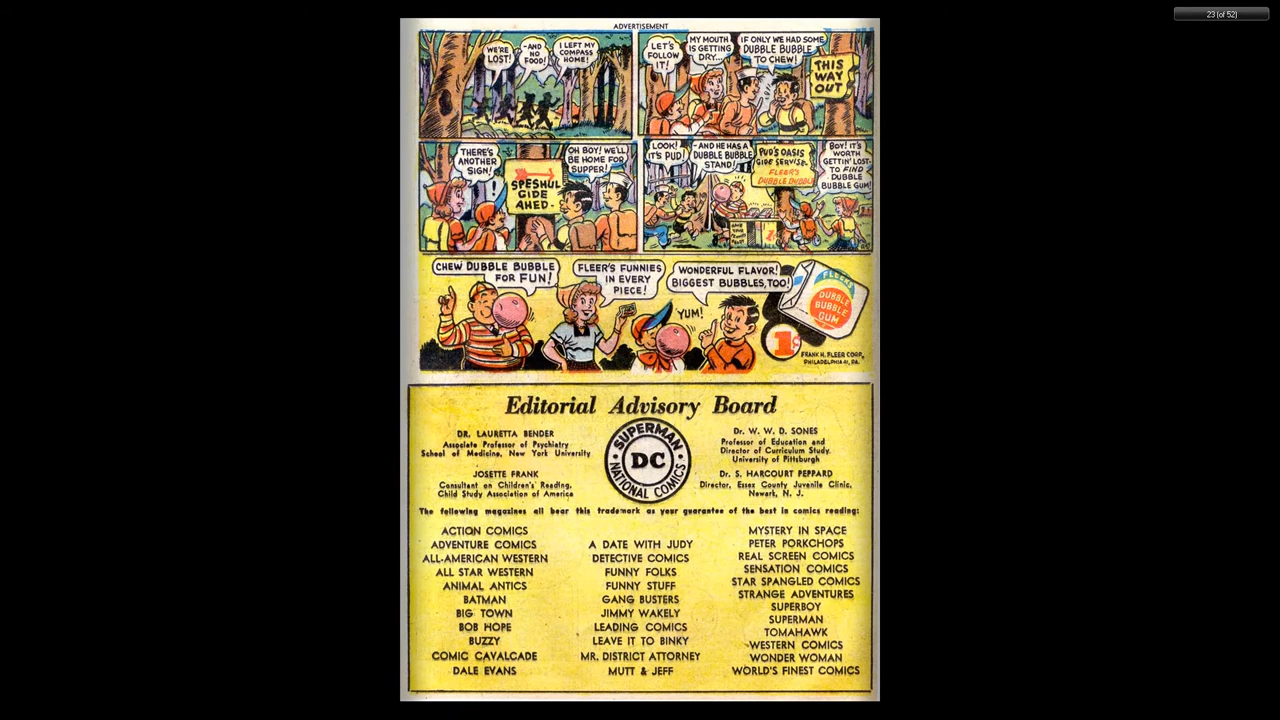 23 (of 52)
ADVERTISEMENT
WE'RE
LOST!
-AND
NO
FOOD!
I LEFT MY
COMPASS
HOME!
LET'S
FOLLOW
IT!
MY MOUTH
IS GETTING
DRY...
IF ONLY WE HAD SOME
DUBBLE BUBBLE
TO CHEW!
THIS
WAY
OUT
THERE'S
ANOTHER
SIGN!
!
SPESHUL
GIDE
AHED-
OH BOY! WE'LL
BE HOME FOR
SUPPER!
LOOK!
IT'S PUD!
-AND HE HAS A
DUBBLE BUBBLE
STAND!
PUD'S OASIS
GIDE SERVISE-
FLEER'S
DUBBLE BUBBLE
BOY! IT'S
WORTH
GETTIN' LOST-
TO FIND
DUBBLE
BUBBLE GUM!
CHEW DUBBLE BUBBLE
FOR FUN!
FLEER'S FUNNIES
IN EVERY
PIECE!
WONDERFUL FLAVOR!
BIGGEST BUBBLES, TOO!
YUM!
FLEERS
DUBBLE
BUBBLE
GUM
1¢
FRANK H. FLEER CORP.,
PHILADELPHIA 41, PA.
Editorial Advisory Board
DR. LAURETTA BENDER
Associate Professor of Psychiatry
School of Medicine, New York University
JOSETTE FRANK
Consultant on Children's Reading,
Child Study Association of America
SUPERMAN
DC
NATIONAL COMICS
Dr. W. W. D. SONES
Professor of Education and
Director of Curriculum Study.
University of Pittsburgh
Dr. S. HARCOURT PEPPARD
Director, Essex County Juvenile Clinic,
Newark, N. J.
The following magazines all bear this trademark as your guarantee of the best in comics reading:
ACTION COMICS
ADVENTURE COMICS
ALL-AMERICAN WESTERN
ALL STAR WESTERN
ANIMAL ANTICS
BATMAN
BIG TOWN
BOB HOPE
BUZZY
COMIC CAVALCADE
DALE EVANS
A DATE WITH JUDY
DETECTIVE COMICS
FUNNY FOLKS
FUNNY STUFF
GANG BUSTERS
JIMMY WAKELY
LEADING COMICS
LEAVE IT TO BINKY
MR. DISTRICT ATTORNEY
MUTT & JEFF
MYSTERY IN SPACE
PETER PORKCHOPS
REAL SCREEN COMICS
SENSATION COMICS
STAR SPANGLED COMICS
STRANGE ADVENTURES
SUPERBOY
SUPERMAN
TOMAHAWK
WESTERN COMICS
WONDER WOMAN
WORLD'S FINEST COMICS